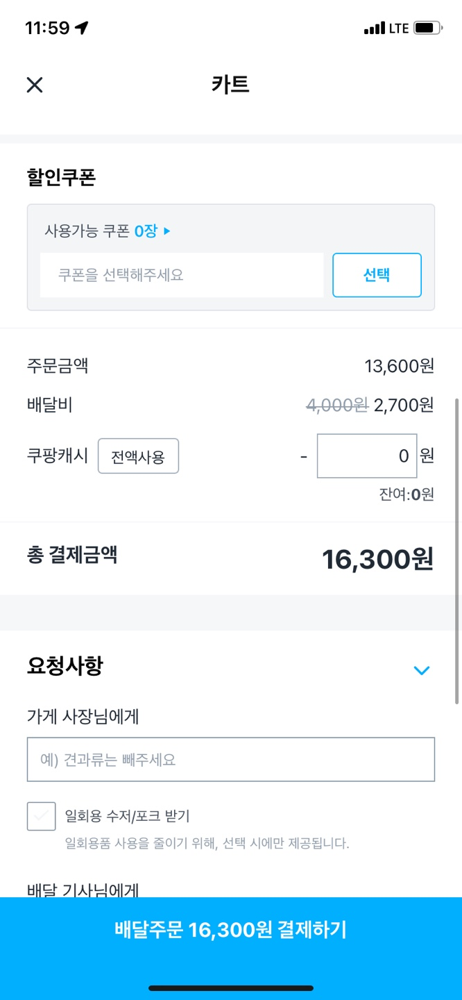 11:59 LTE
카트
할인쿠폰
사용가능 쿠폰 0장
쿠폰을 선택해주세요 선택
주문금액 13,600원
배달비 4,000원 2,700원
쿠팡캐시 전액사용 - 0 원
잔여:0원
총 결제금액 16,300원
요청사항
가게 사장님에게
예) 견과류는 빼주세요
일회용 수저/포크 받기
일회용품 사용을 줄이기 위해, 선택 시에만 제공됩니다.
배달 기사님에게
배달주문 16,300원 결제하기